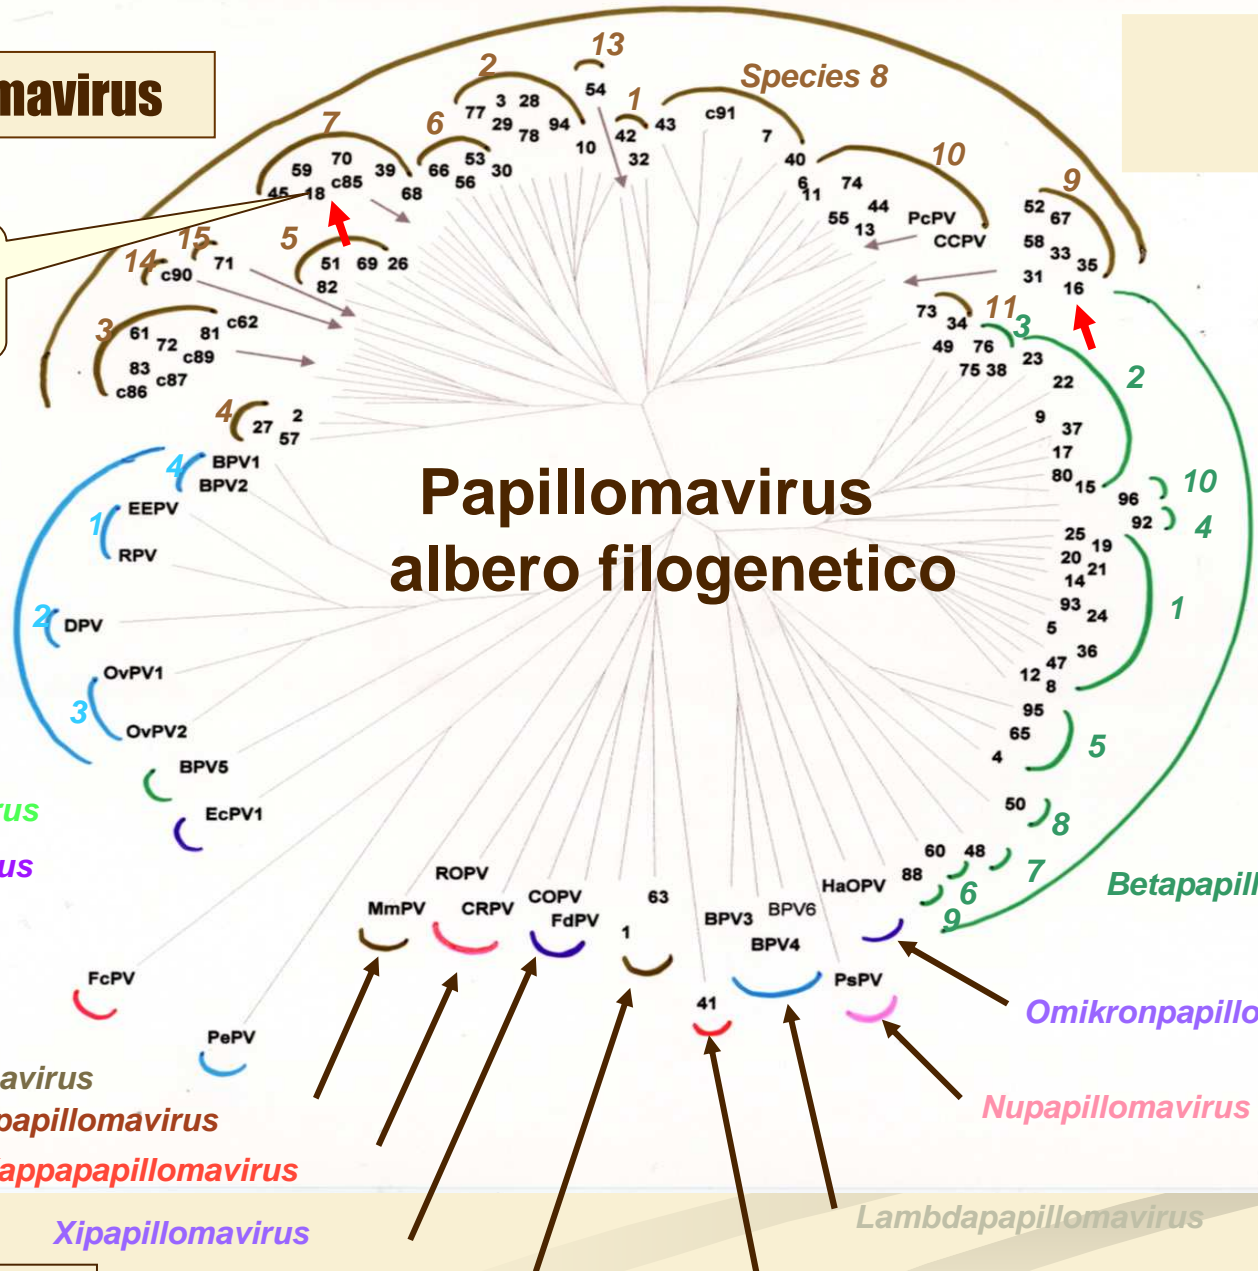 mavirus
13
2
Species 8
54
3 28
77
29
94
78
10
1
42
32
43
c91
7
40
7
6
70
59
c85
39
45
18
68
53
66
56
30
10
6
11
74
44
55
13
PcPV
CCPV
9
52
67
58
33
35
31
16
15
14
c90
71
5
51 69 26
82
3
61
81
c62
72
c89
83
c87
c86
73
34
11
3
49
76
75 38
23
2
22
9
37
17
80
15
4
27
2
57
4
BPV1
BPV2
1
EEPV
RPV
2
DPV
OvPV1
3
OvPV2
BPV5
EcPV1
Papillomavirus
albero filogenetico
96
10
92
4
25
19
20
21
14
93
24
5
1
36
47
12
8
95
65
4
5
50
8
60
48
7
88
6
9
Betapapill
rus
us
ROPV
MmPV
CRPV
COPV
FdPV
63
1
BPV3
BPV6
BPV4
HaOPV
PsPV
41
FcPV
PePV
Omikronpapillo
avirus
papillomavirus
Nupapillomavirus
appapapillomavirus
Xipapillomavirus
Lambdapapillomavirus